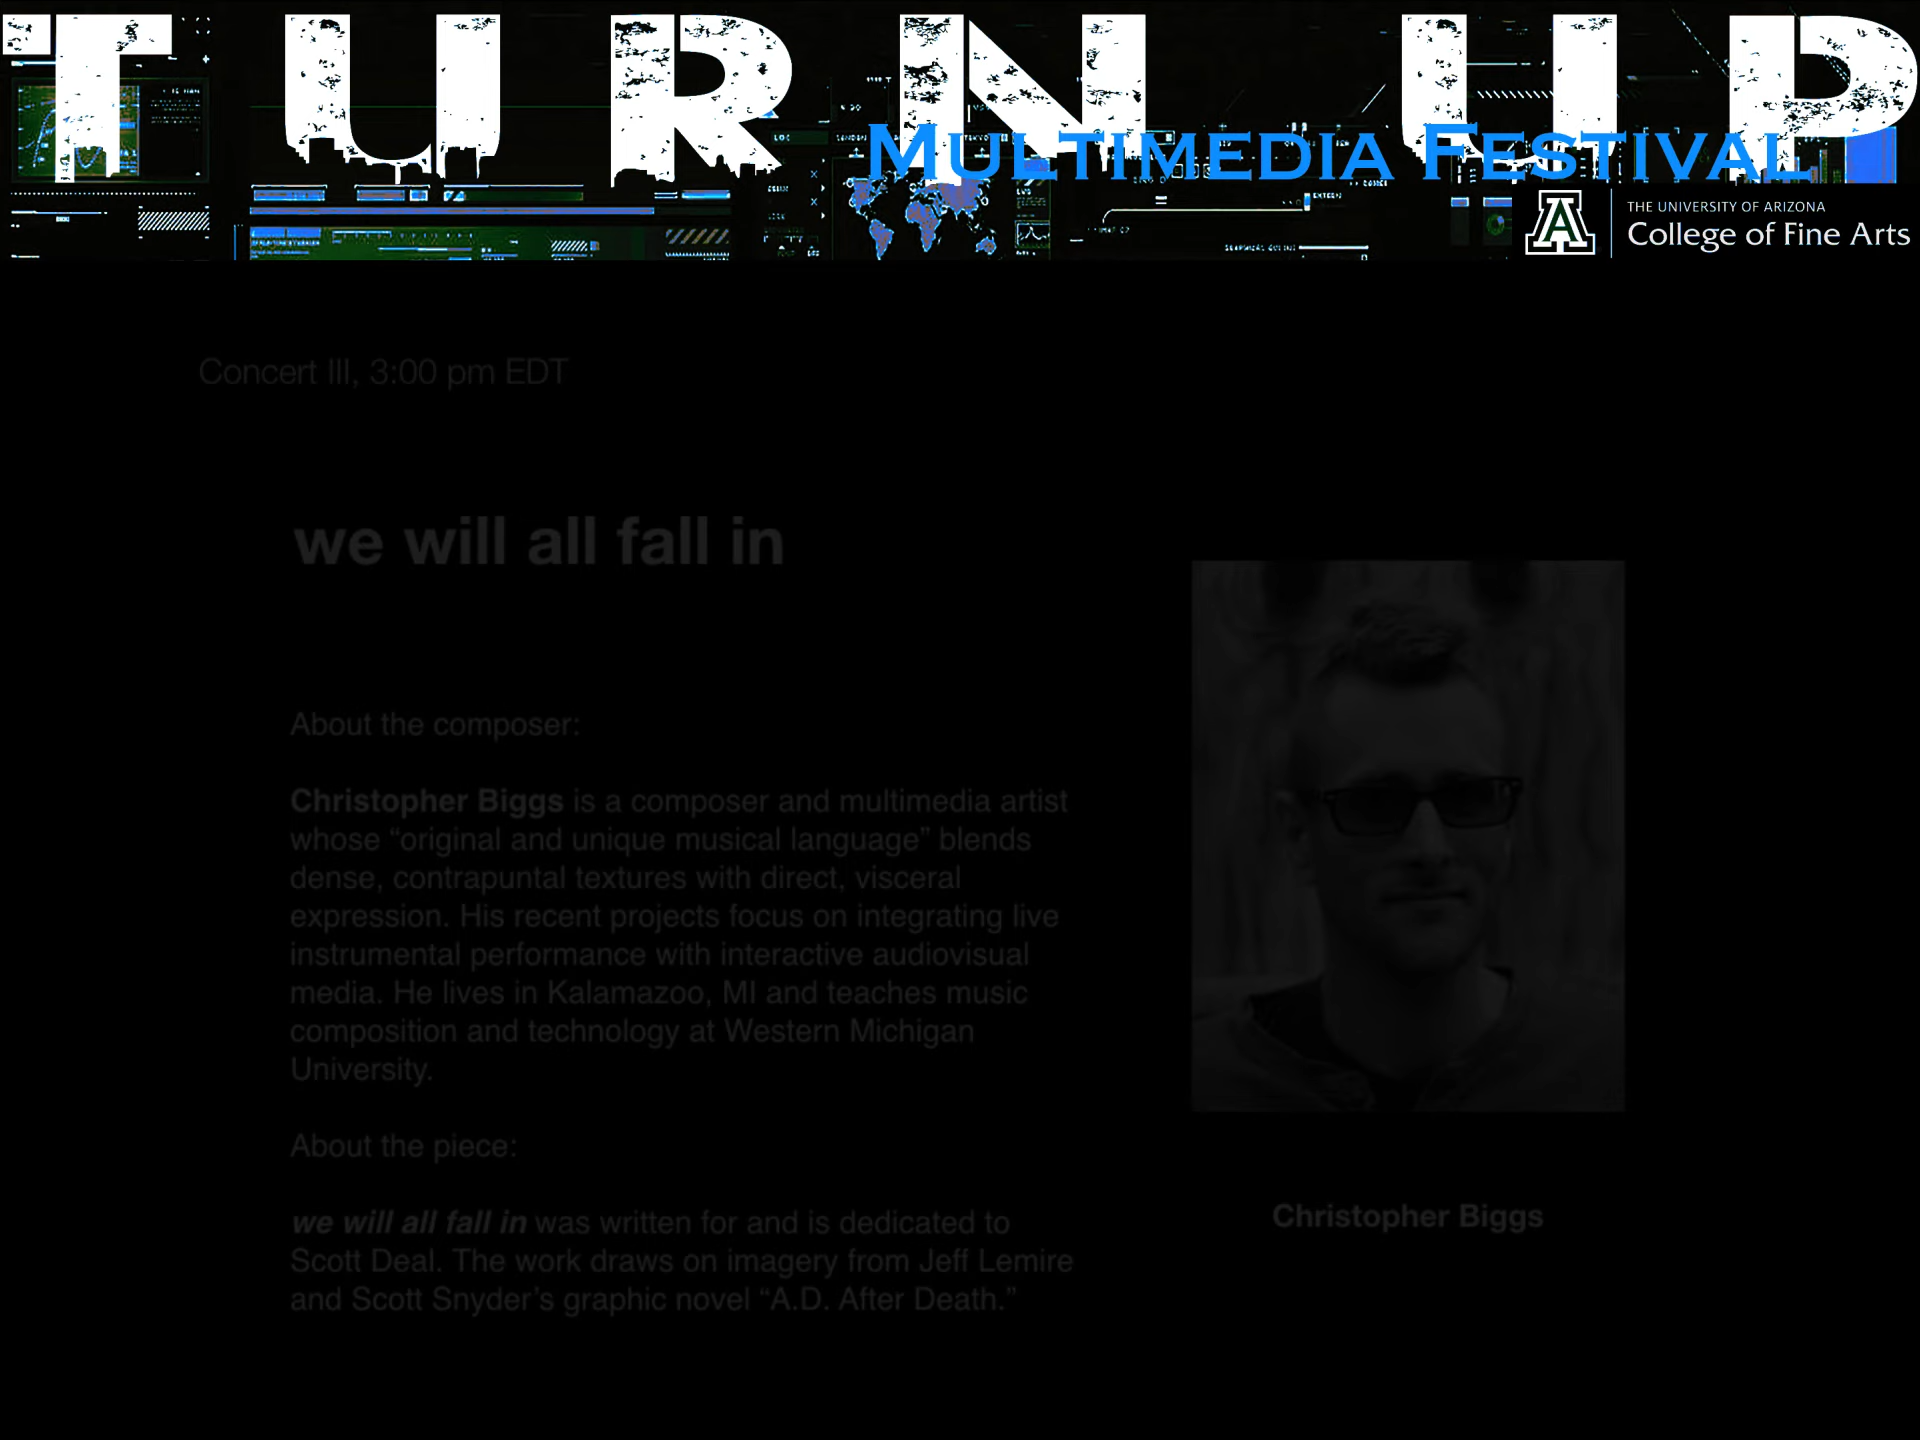 TURN UP
MULTIMEDIA FESTIVAL
THE UNIVERSITY OF ARIZONA
College of Fine Arts
Concert III, 3:00 pm EDT
we will all fall in
About the composer:
Christopher Biggs is a composer and multimedia artist
whose “original and unique musical language” blends
dense, contrapuntal textures with direct, visceral
expression. His recent projects focus on integrating live
instrumental performance with interactive audiovisual
media. He lives in Kalamazoo, MI and teaches music
composition and technology at Western Michigan
University.
About the piece:
we will all fall in was written for and is dedicated to
Scott Deal. The work draws on imagery from Jeff Lemire
and Scott Snyder’s graphic novel “A.D. After Death.”
Christopher Biggs